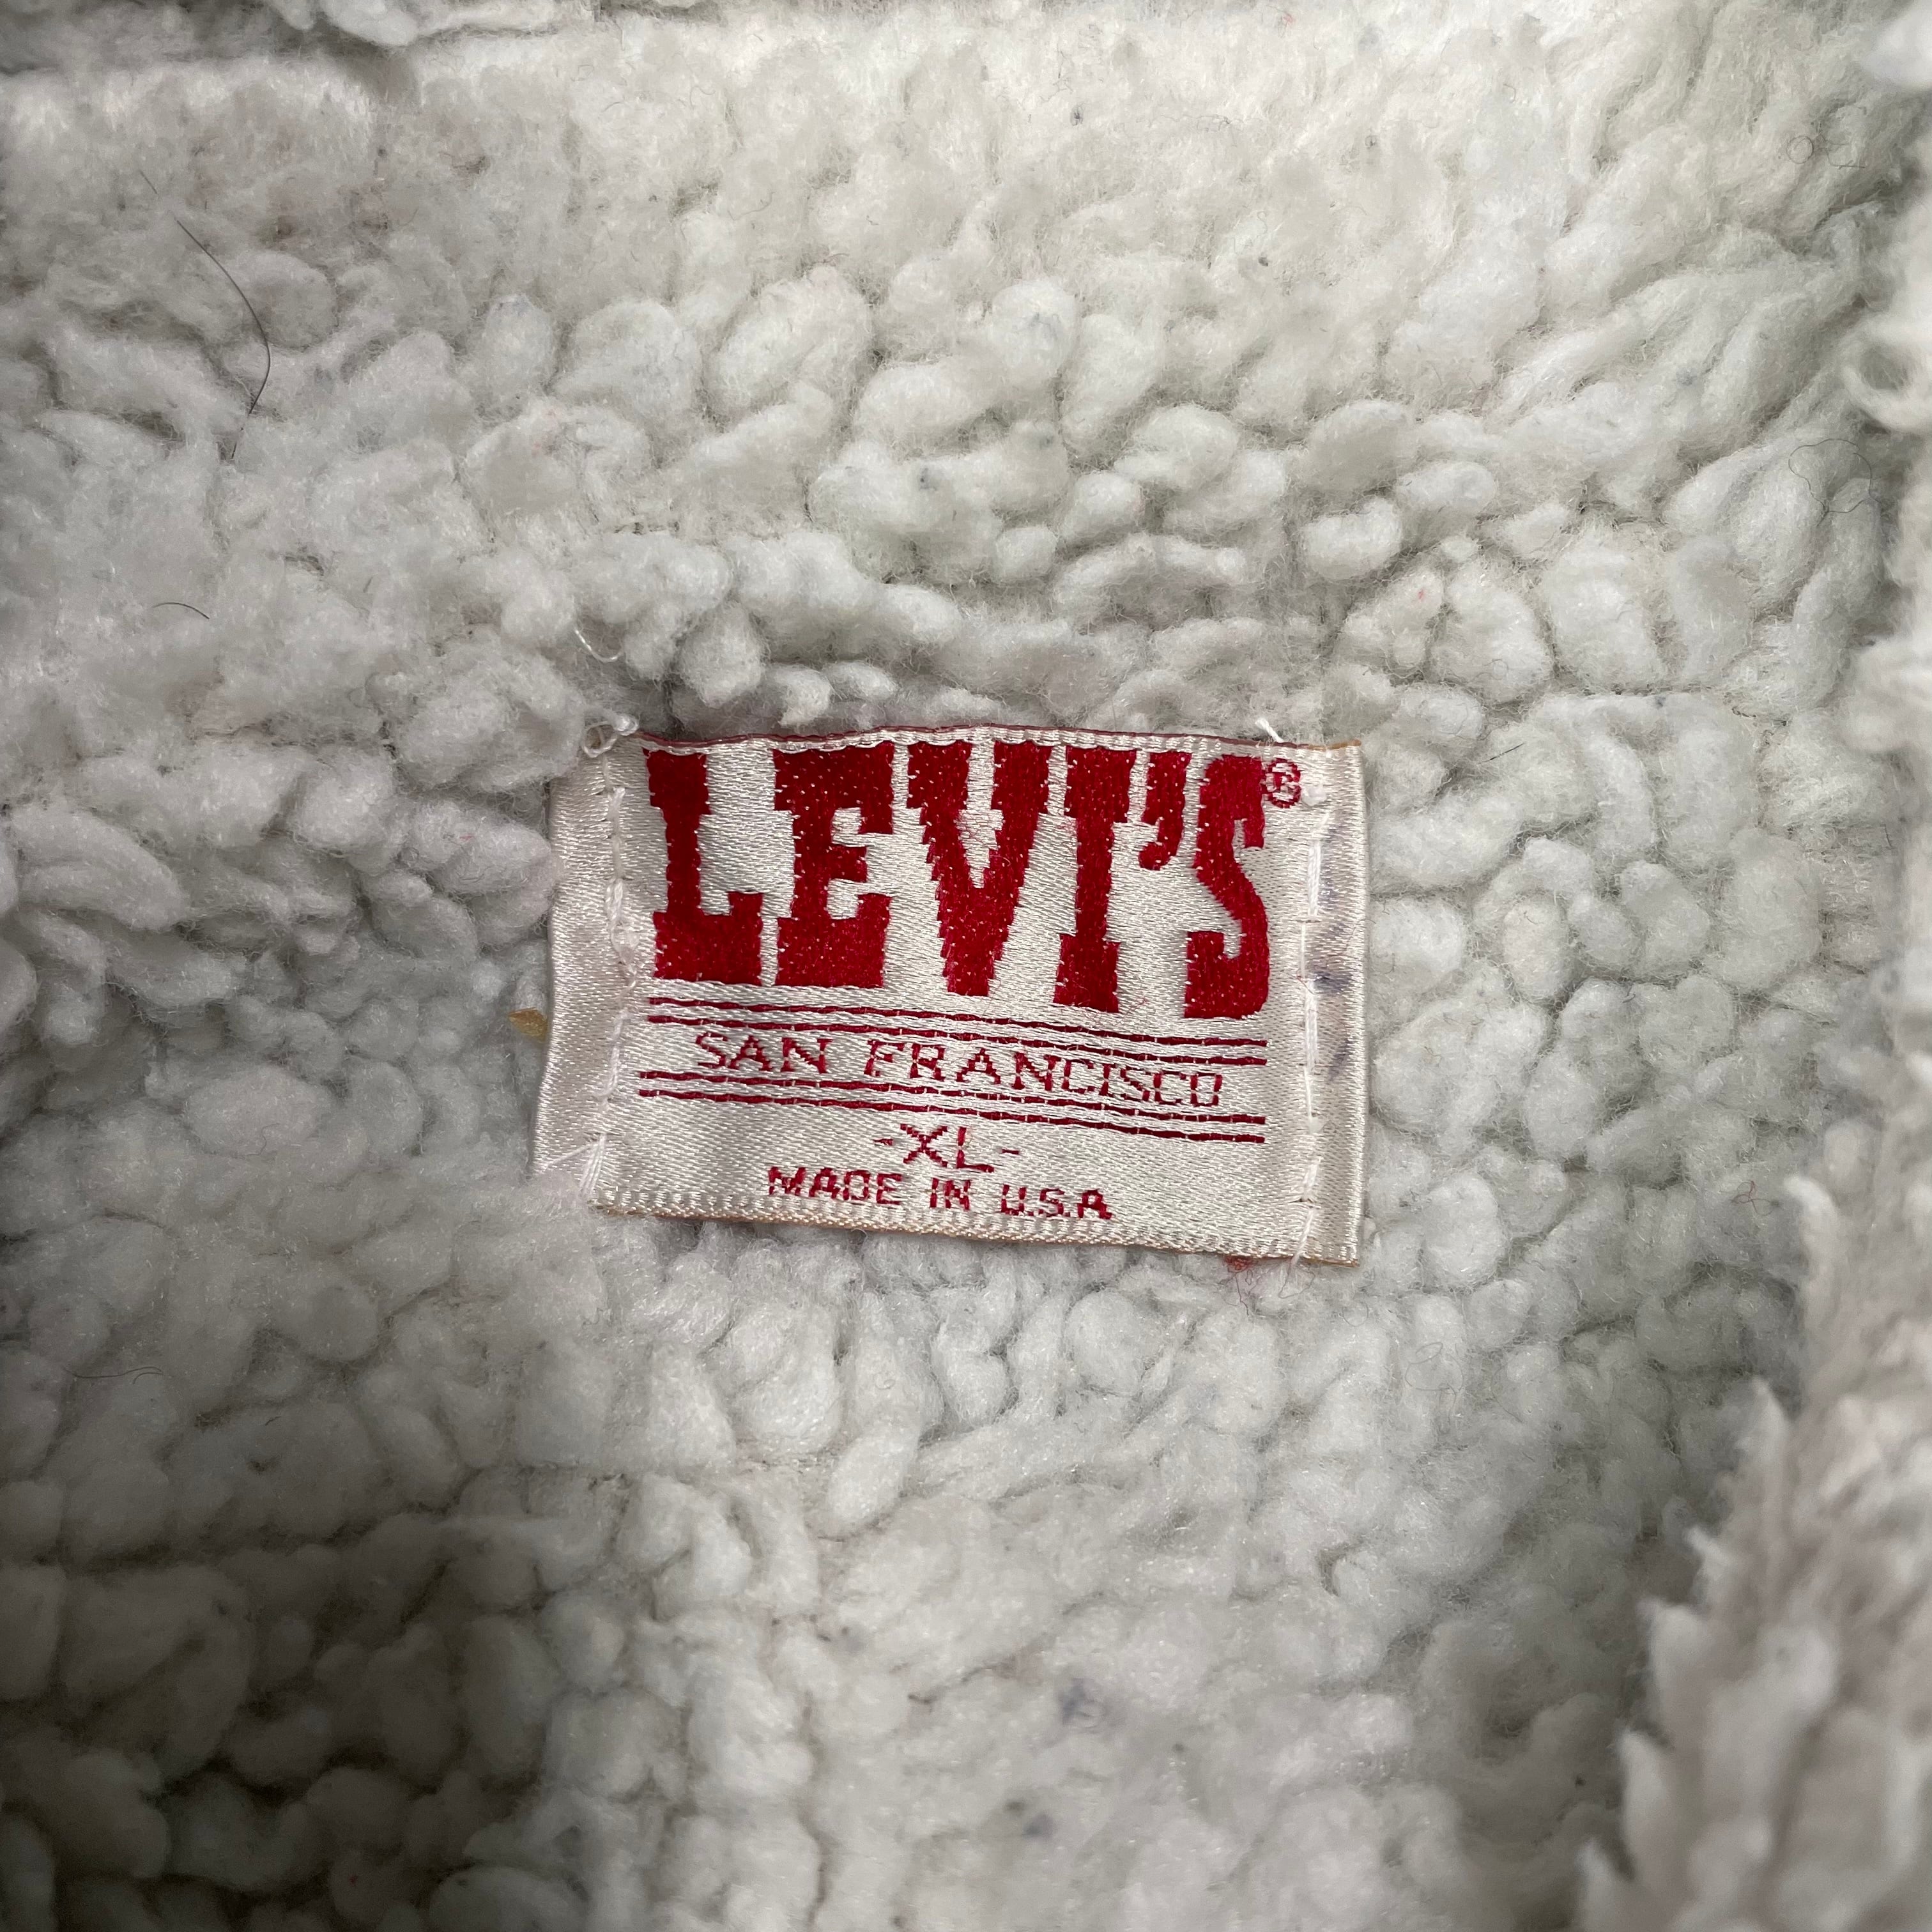 LEVI'S®
SAN FRANCISCO
-XL-
MADE IN U.S.A